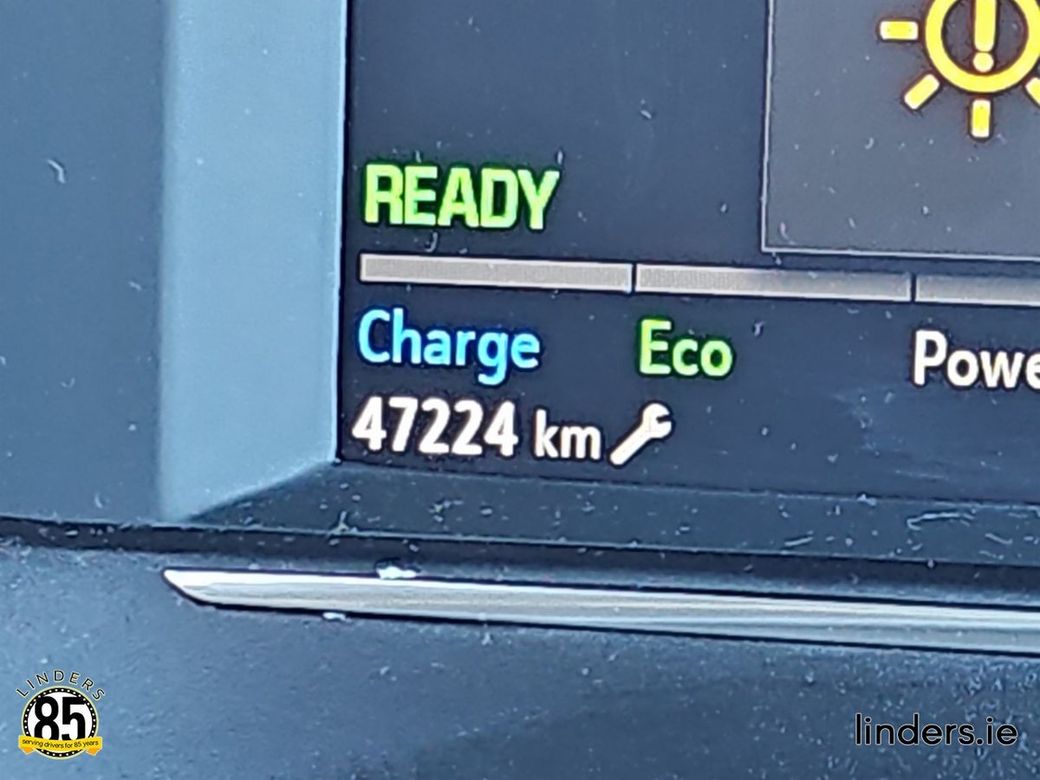 READY
Charge Eco Powe
47224 km
LINDERS
85
serving drivers for 85 years
linders.ie